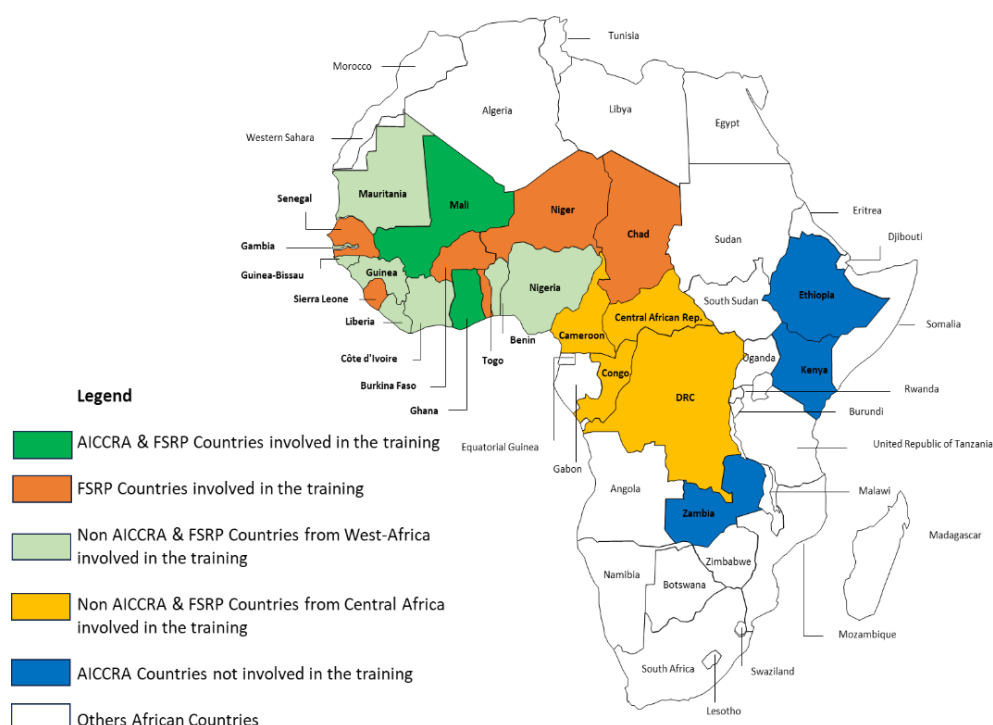 Tunisia
Morocco
Algeria
Libya
Egypt
Western Sahara
Mauritania
Senegal
Mali
Niger
Chad
Sudan
Eritrea
Djibouti
Gambia
Guinea-Bissau
Guinea
Nigeria
Ethiopia
South Sudan
Sierra Leone
Central African Rep.
Somalia
Liberia
Cameroon
Benin
Côte d'Ivoire
Togo
Uganda
Congo
Kenya
Burkina Faso
Rwanda
DRC
Ghana
Burundi
Equatorial Guinea
United Republic of Tanzania
Gabon
Angola
Malawi
Zambia
Madagascar
Zimbabwe
Namibia
Botswana
Mozambique
South Africa
Swaziland
Lesotho
Legend
AICCRA & FSRP Countries involved in the training
FSRP Countries involved in the training
Non AICCRA & FSRP Countries from West-Africa
involved in the training
Non AICCRA & FSRP Countries from Central Africa
involved in the training
AICCRA Countries not involved in the training
Others African Countries